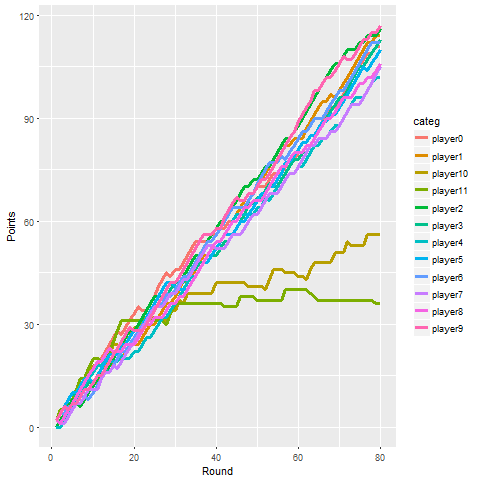 120
90
60
30
0
Points
0
20
40
60
80
Round
categ
player0
player1
player10
player11
player2
player3
player4
player5
player6
player7
player8
player9